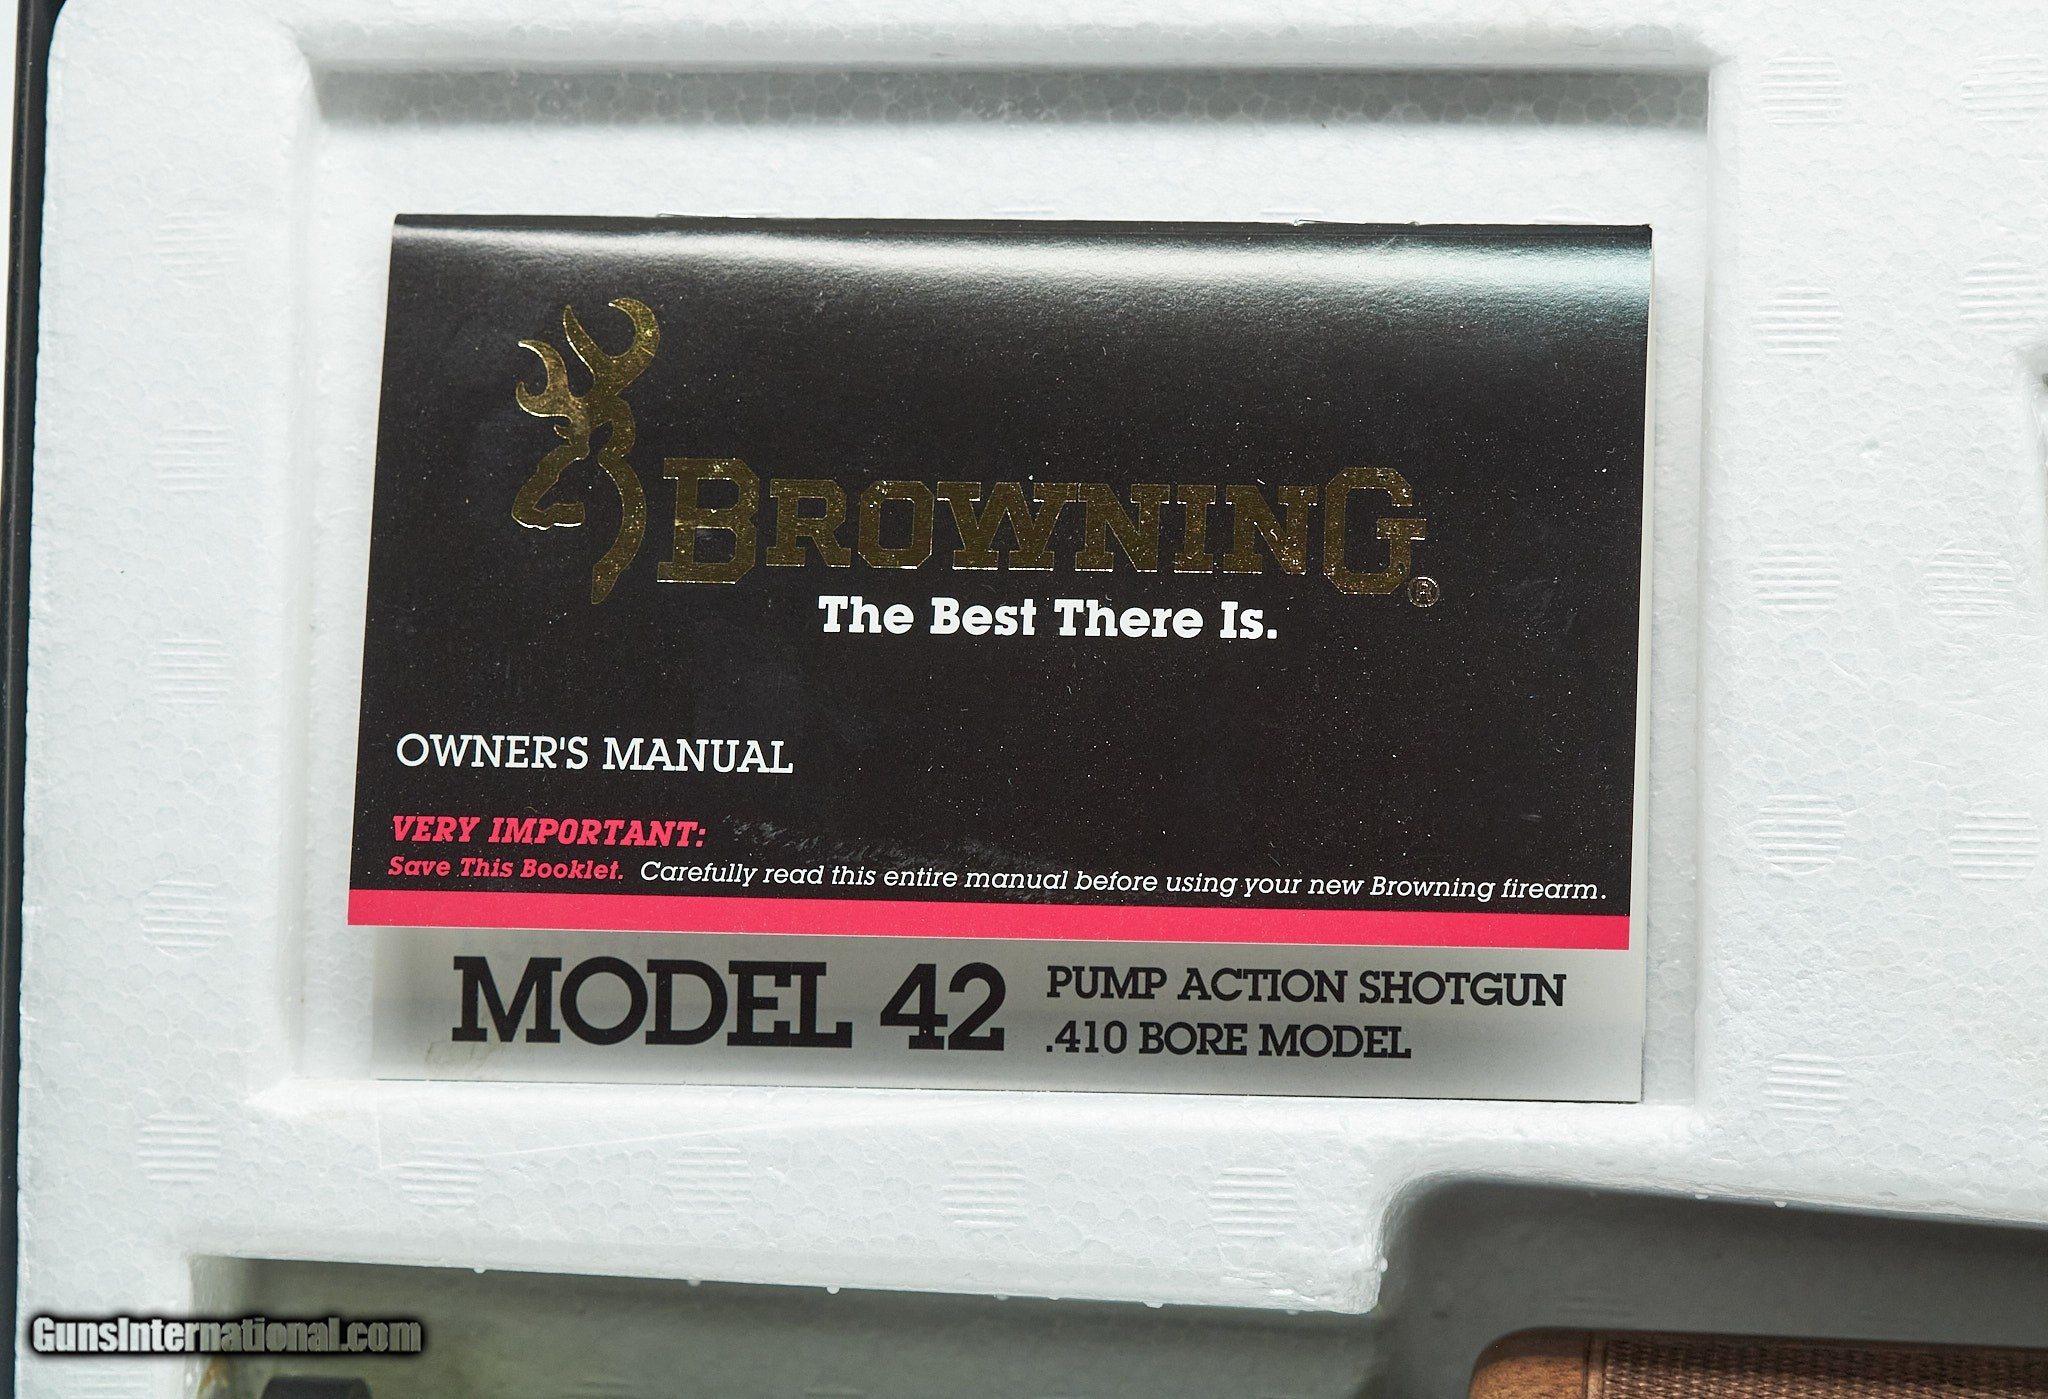 BROWNING®
The Best There Is.
OWNER'S MANUAL
VERY IMPORTANT:
Save This Booklet. Carefully read this entire manual before using your new Browning firearm.
MODEL 42
PUMP ACTION SHOTGUN
.410 BORE MODEL
GunsInternational.com